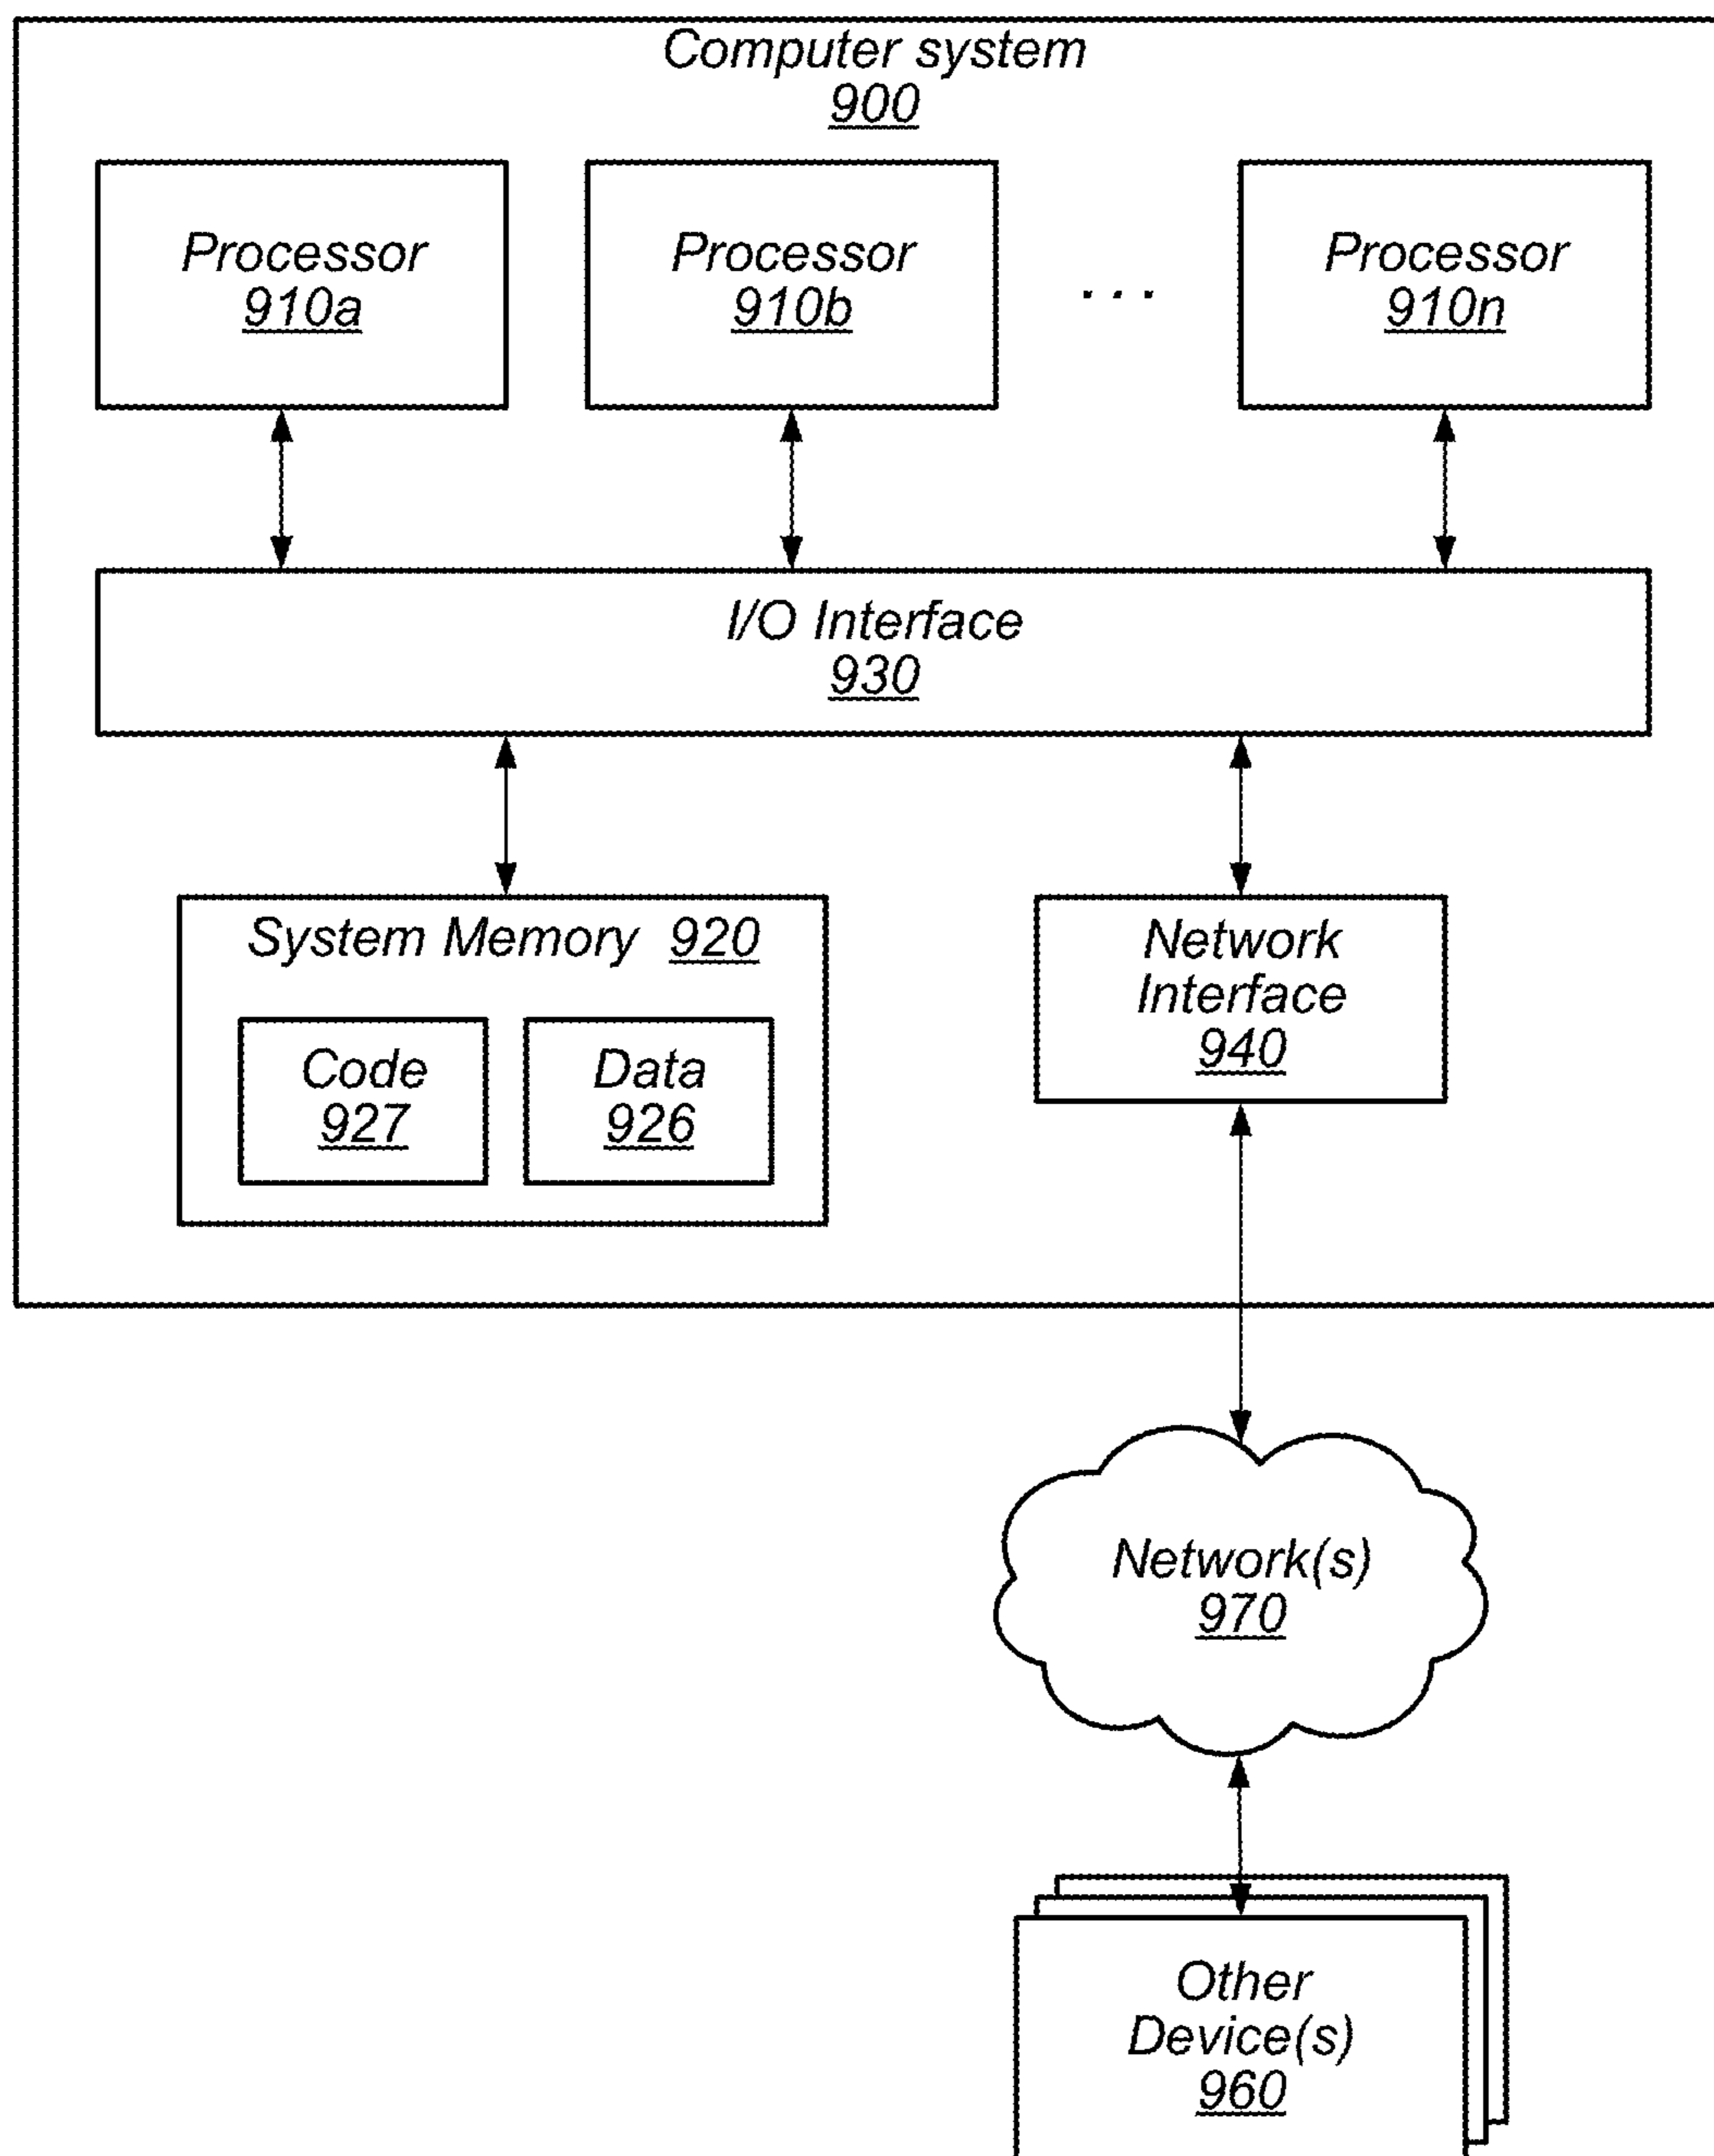 Computer system
900
Processor
910a
Processor
910b
. . .
Processor
910n
I/O Interface
930
System Memory 920
Code
927
Data
926
Network
Interface
940
Network(s)
970
Other
Device(s)
960